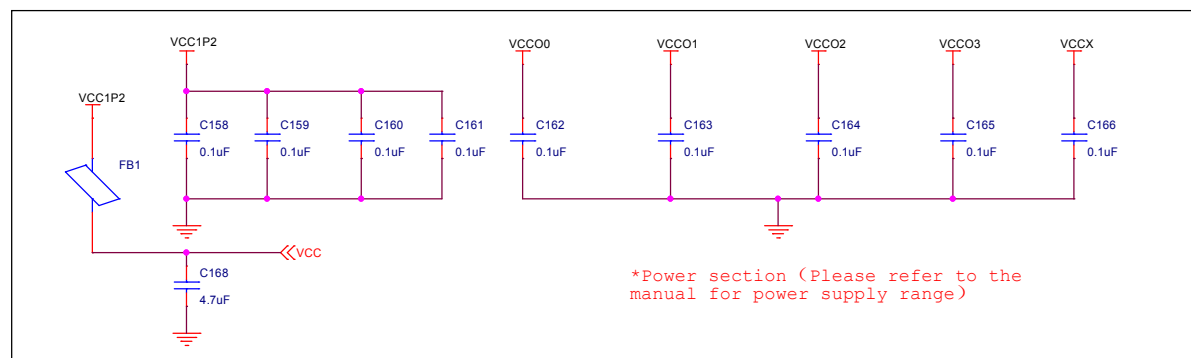 VCC1P2
VCCO0
VCCO1
VCCO2
VCCO3
VCCX
VCC1P2
C158
C159
C160
C161
C162
C163
C164
C165
C166
0.1uF
0.1uF
0.1uF
0.1uF
0.1uF
0.1uF
0.1uF
0.1uF
0.1uF
FB1
VCC
C168
4.7uF
*Power section (Please refer to the
manual for power supply range)